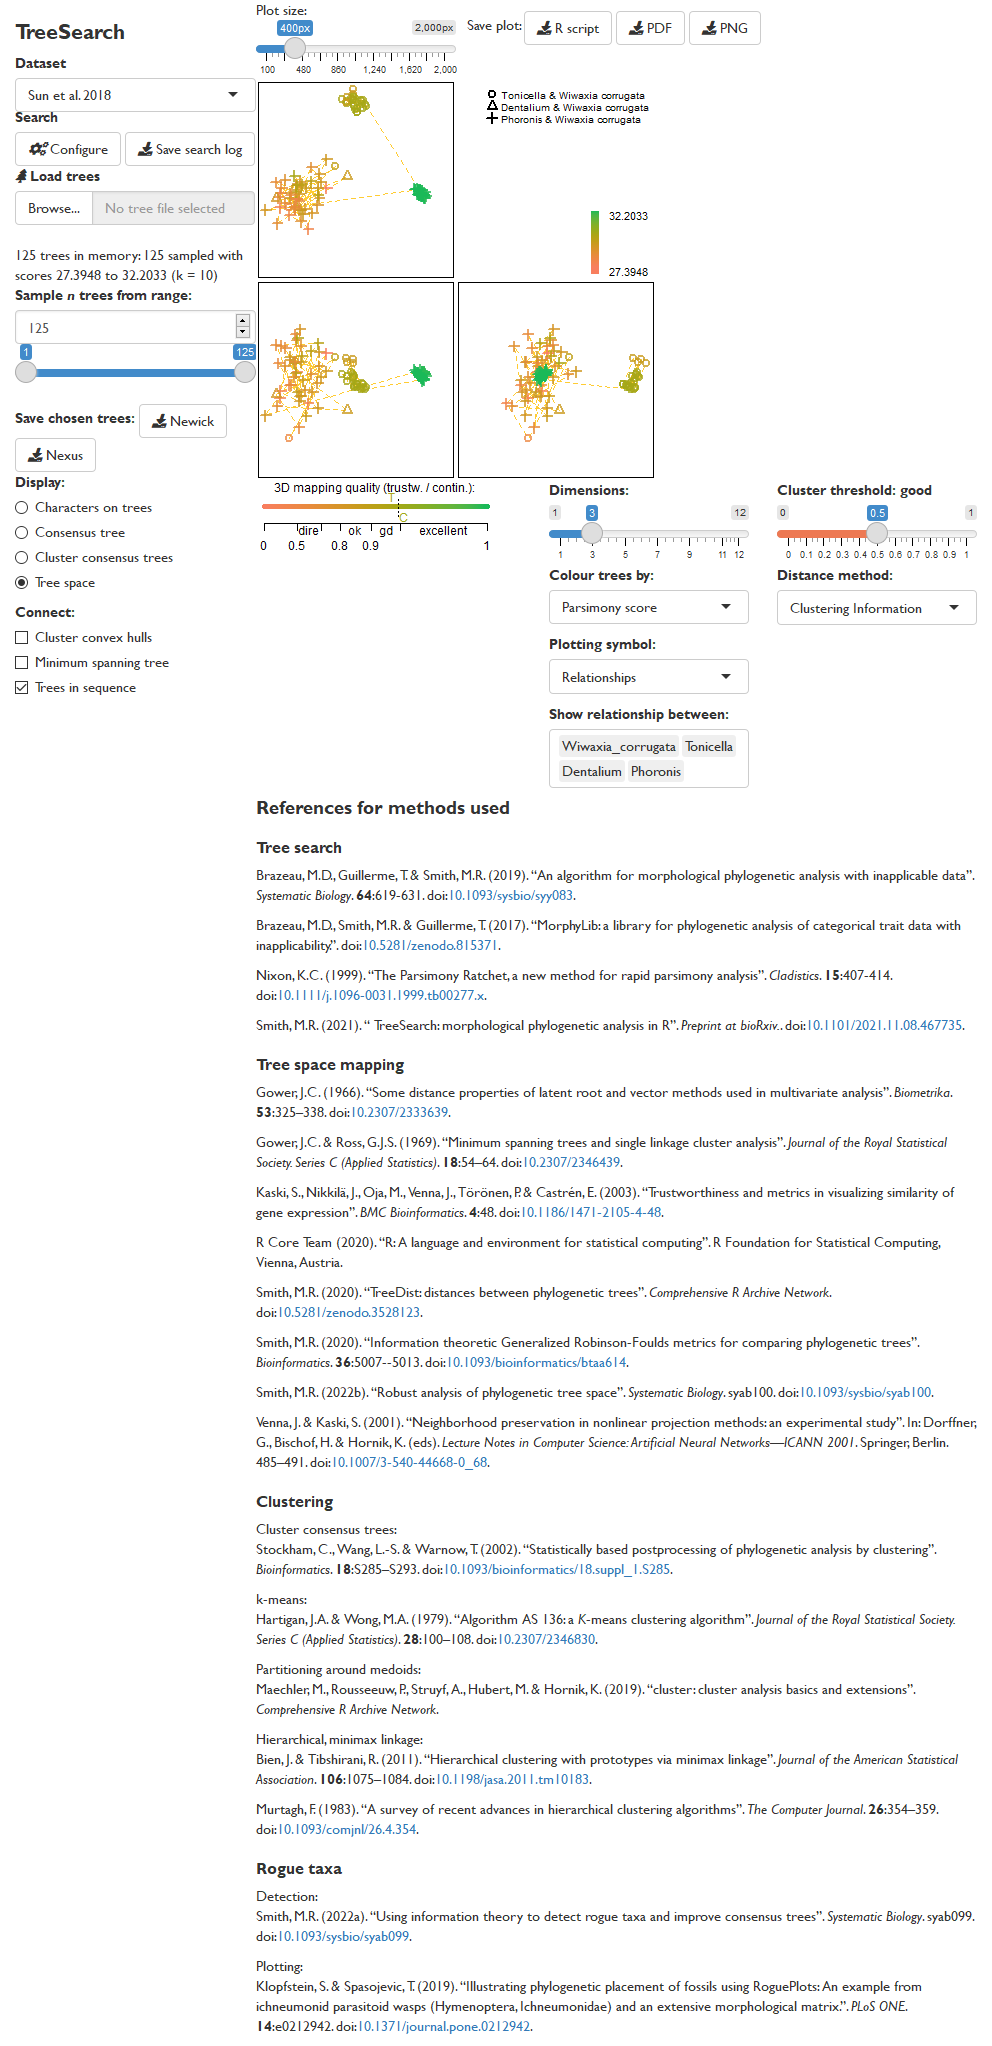 TreeSearch
Dataset
Sun et al. 2018
Search
Configure
Save search log
Load trees
Browse...
No tree file selected
125 trees in memory: 125 sampled with
scores 27.3948 to 32.2033 (k = 10)
Sample n trees from range:
125
1
125
Save chosen trees:
Newick
Nexus
Display:
Characters on trees
Consensus tree
Cluster consensus trees
Tree space
Connect:
Cluster convex hulls
Minimum spanning tree
Trees in sequence
Plot size:
400px
2,000px
100 480 860 1,240 1,620 2,000
Save plot:
R script
PDF
PNG
Tonicella & Wiwaxia corrugata
Dentalium & Wiwaxia corrugata
Phoronis & Wiwaxia corrugata
32.2033
27.3948
3D mapping quality (trustw. / contin.):
T
C
dire ok gd excellent
0 0.5 0.8 0.9 1
Dimensions:
1 3 12
1 3 5 7 9 11 12
Colour trees by:
Parsimony score
Plotting symbol:
Relationships
Show relationship between:
Wiwaxia_corrugata Tonicella
Dentalium Phoronis
Cluster threshold: good
0 0.5 1
0 0.1 0.2 0.3 0.4 0.5 0.6 0.7 0.8 0.9 1
Distance method:
Clustering Information
References for methods used
Tree search
Brazeau, M.D., Guillerme, T. & Smith, M.R. (2019). “An algorithm for morphological phylogenetic analysis with inapplicable data”.
Systematic Biology. 64:619-631. doi:10.1093/sysbio/syy083.
Brazeau, M.D., Smith, M.R. & Guillerme, T. (2017). “MorphyLib: a library for phylogenetic analysis of categorical trait data with
inapplicability.”. doi:10.5281/zenodo.815371.
Nixon, K.C. (1999). “The Parsimony Ratchet, a new method for rapid parsimony analysis”. Cladistics. 15:407-414.
doi:10.1111/j.1096-0031.1999.tb00277.x.
Smith, M.R. (2021). “ TreeSearch: morphological phylogenetic analysis in R”. Preprint at bioRxiv.. doi:10.1101/2021.11.08.467735.
Tree space mapping
Gower, J.C. (1966). “Some distance properties of latent root and vector methods used in multivariate analysis”. Biometrika.
53:325–338. doi:10.2307/2333639.
Gower, J.C. & Ross, G.J.S. (1969). “Minimum spanning trees and single linkage cluster analysis”. Journal of the Royal Statistical
Society. Series C (Applied Statistics). 18:54–64. doi:10.2307/2346439.
Kaski, S., Nikkilä, J., Oja, M., Venna, J., Törönen, P. & Castrén, E. (2003). “Trustworthiness and metrics in visualizing similarity of
gene expression”. BMC Bioinformatics. 4:48. doi:10.1186/1471-2105-4-48.
R Core Team (2020). “R: A language and environment for statistical computing”. R Foundation for Statistical Computing,
Vienna, Austria.
Smith, M.R. (2020). “TreeDist: distances between phylogenetic trees”. Comprehensive R Archive Network.
doi:10.5281/zenodo.3528123.
Smith, M.R. (2020). “Information theoretic Generalized Robinson-Foulds metrics for comparing phylogenetic trees”.
Bioinformatics. 36:5007--5013. doi:10.1093/bioinformatics/btaa614.
Smith, M.R. (2022b). “Robust analysis of phylogenetic tree space”. Systematic Biology. syab100. doi:10.1093/sysbio/syab100.
Venna, J. & Kaski, S. (2001). “Neighborhood preservation in nonlinear projection methods: an experimental study”. In: Dorffner,
G., Bischof, H. & Hornik, K. (eds). Lecture Notes in Computer Science: Artificial Neural Networks—ICANN 2001. Springer, Berlin.
485–491. doi:10.1007/3-540-44668-0_68.
Clustering
Cluster consensus trees:
Stockham, C., Wang, L.-S. & Warnow, T. (2002). “Statistically based postprocessing of phylogenetic analysis by clustering”.
Bioinformatics. 18:S285–S293. doi:10.1093/bioinformatics/18.suppl_1.S285.
k-means:
Hartigan, J.A. & Wong, M.A. (1979). “Algorithm AS 136: a K-means clustering algorithm”. Journal of the Royal Statistical Society.
Series C (Applied Statistics). 28:100–108. doi:10.2307/2346830.
Partitioning around medoids:
Maechler, M., Rousseeuw, P., Struyf, A., Hubert, M. & Hornik, K. (2019). “cluster: cluster analysis basics and extensions”.
Comprehensive R Archive Network.
Hierarchical, minimax linkage:
Bien, J. & Tibshirani, R. (2011). “Hierarchical clustering with prototypes via minimax linkage”. Journal of the American Statistical
Association. 106:1075–1084. doi:10.1198/jasa.2011.tm10183.
Murtagh, F. (1983). “A survey of recent advances in hierarchical clustering algorithms”. The Computer Journal. 26:354–359.
doi:10.1093/comjnl/26.4.354.
Rogue taxa
Detection:
Smith, M.R. (2022a). “Using information theory to detect rogue taxa and improve consensus trees”. Systematic Biology. syab099.
doi:10.1093/sysbio/syab099.
Plotting:
Klopfstein, S. & Spasojevic, T. (2019). “Illustrating phylogenetic placement of fossils using RoguePlots: An example from
ichneumonid parasitoid wasps (Hymenoptera, Ichneumonidae) and an extensive morphological matrix.”. PLoS ONE.
14:e0212942. doi:10.1371/journal.pone.0212942.